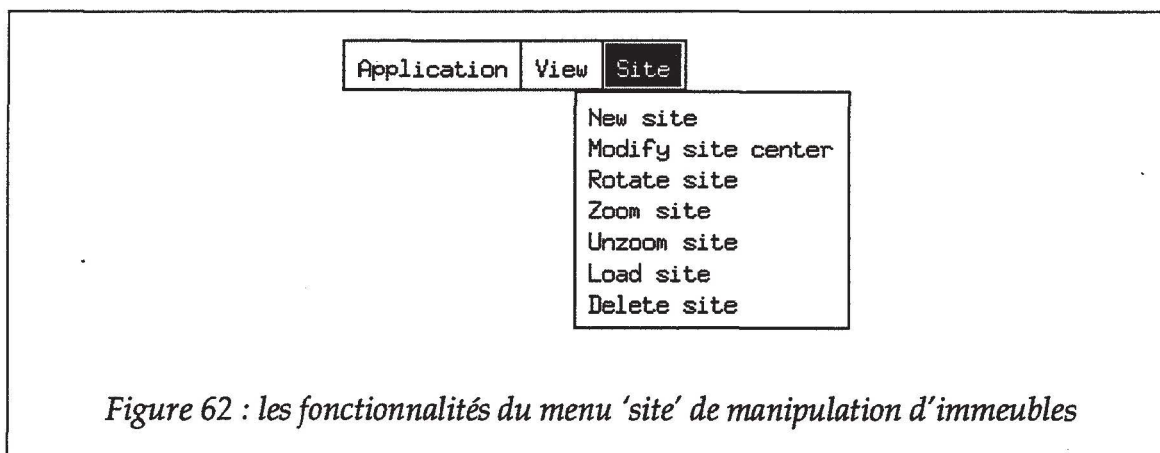 Application View Site
New site
Modify site center
Rotate site
Zoom site
Unzoom site
Load site
Delete site
Figure 62 : les fonctionnalités du menu ‘site’ de manipulation d’immeubles